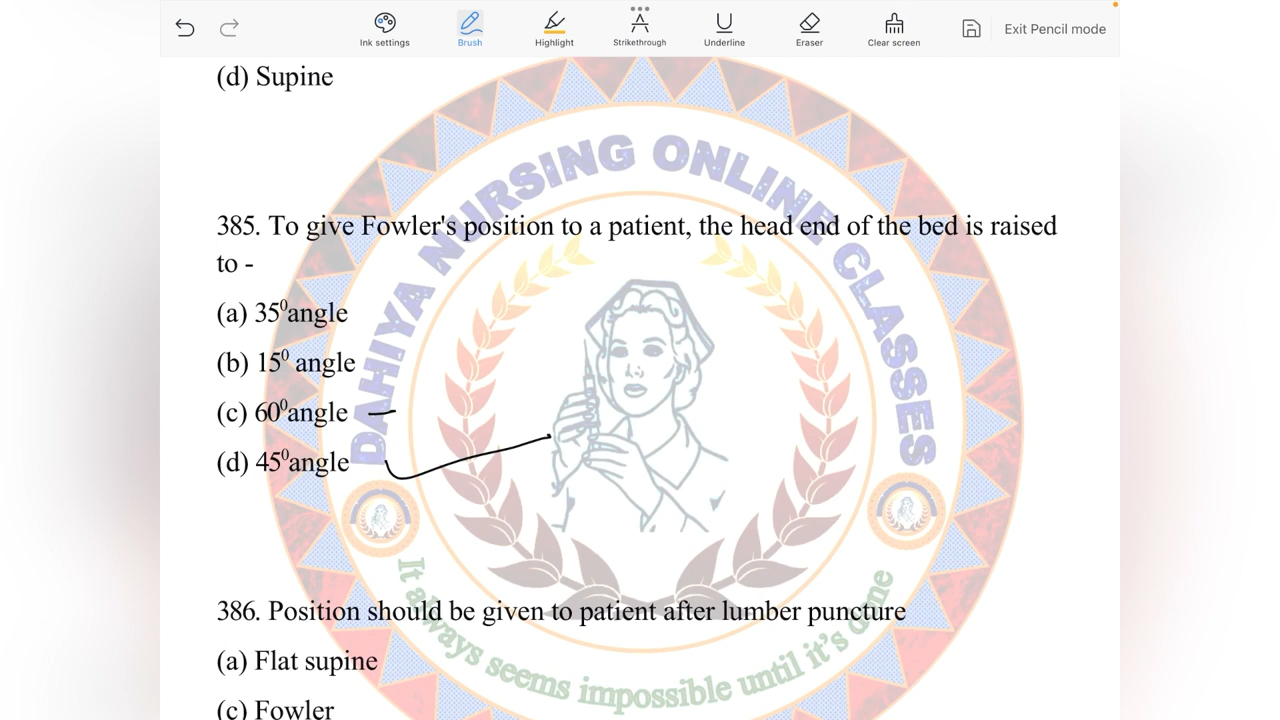 Ink settings
Brush
Highlight
Strikethrough
Underline
Eraser
Clear screen
Exit Pencil mode
(d) Supine
DAHIYA NURSING ONLINE CLASSES
385. To give Fowler's position to a patient, the head end of the bed is raised
to -
(a) 35⁰angle
(b) 15⁰ angle
(c) 60⁰angle
(d) 45⁰angle
386. Position should be given to patient after lumber puncture
(a) Flat supine
(c) Fowler
It always seems impossible until it's done